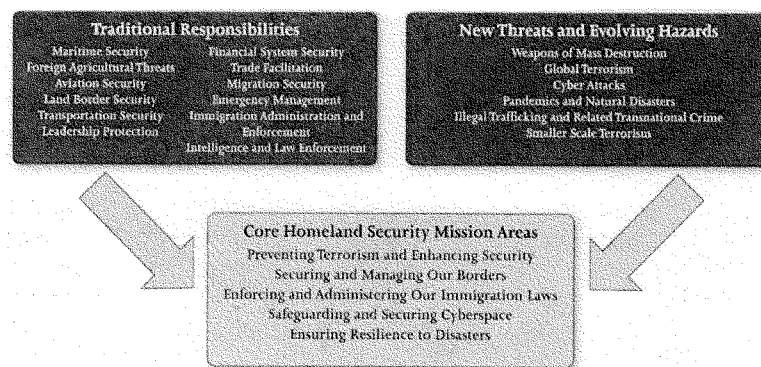 Traditional Responsibilities
Maritime Security
Foreign Agricultural Threats
Aviation Security
Land Border Security
Transportation Security
Leadership Protection
Financial System Security
Trade Facilitation
Migration Security
Emergency Management
Immigration Administration and
Enforcement
Intelligence and Law Enforcement
New Threats and Evolving Hazards
Weapons of Mass Destruction
Global Terrorism
Cyber Attacks
Pandemics and Natural Disasters
Illegal Trafficking and Related Transnational Crime
Smaller Scale Terrorism
Core Homeland Security Mission Areas
Preventing Terrorism and Enhancing Security
Securing and Managing Our Borders
Enforcing and Administering Our Immigration Laws
Safeguarding and Securing Cyberspace
Ensuring Resilience to Disasters